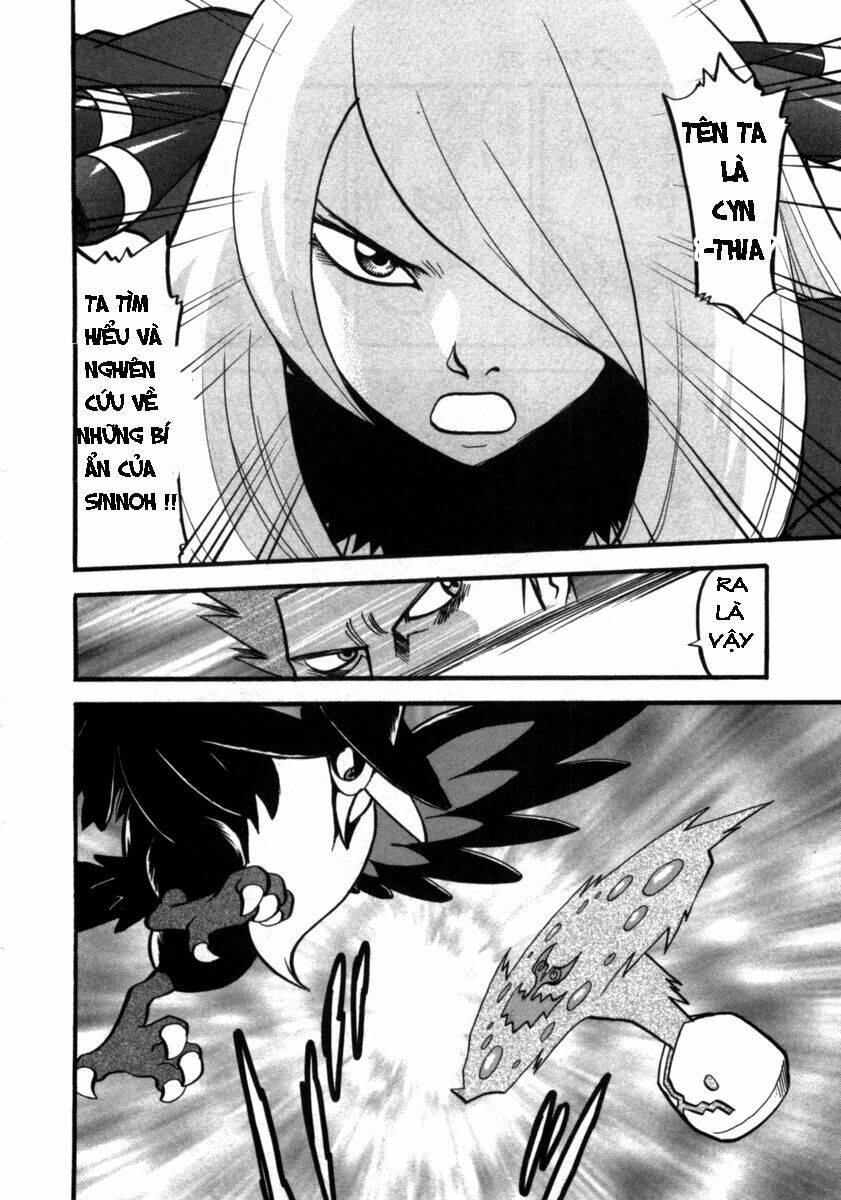 TÊN TA
LÀ
CYN
-THIA
TA TÌM
HIỂU VÀ
NGHIÊN
CỨU VỀ
NHỮNG BÍ
ẨN CỦA
SINNOH !!
RA
LÀ
VẬY